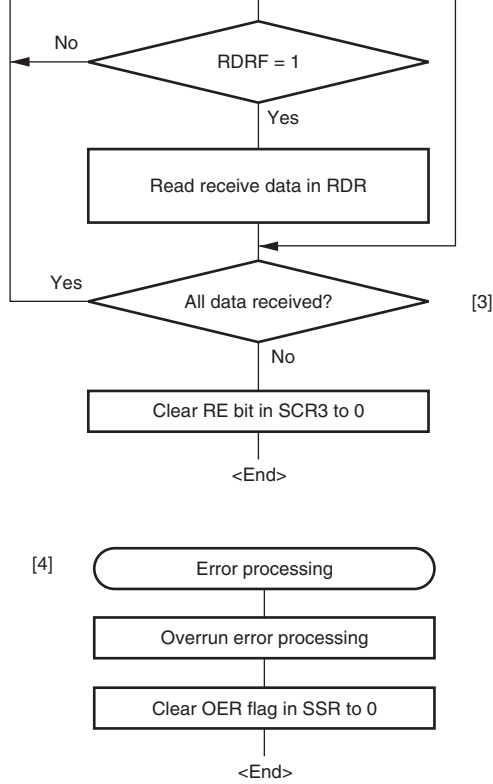 No
RDRF = 1
Yes
Read receive data in RDR
Yes
All data received?
[3]
No
Clear RE bit in SCR3 to 0
<End>
[4]
Error processing
Overrun error processing
Clear OER flag in SSR to 0
<End>